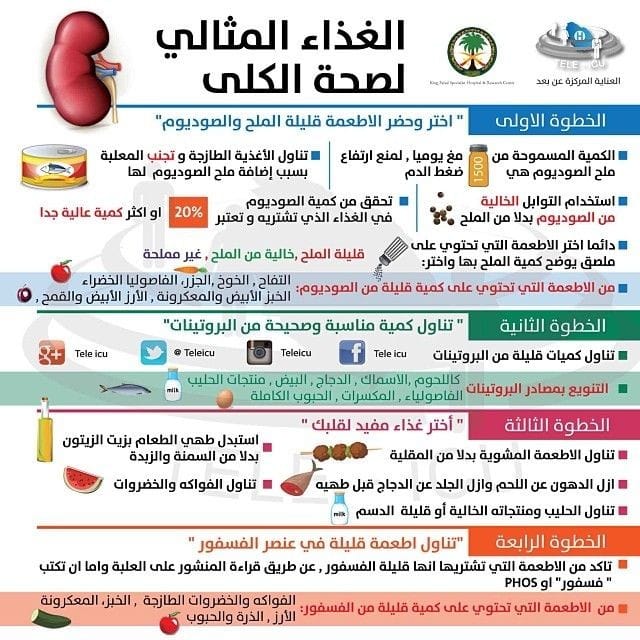 الغذاء المثالي
لصحة الكلى
King Faisal Specialist Hospital & Research Centre
TELE ICU
العناية المركزة عن بعد
الخطوة الاولى
" اختر وحضر الاطعمة قليلة الملح والصوديوم"
الكمية المسموحة من
ملح الصوديوم هي
1500
مغ يوميا , لمنع ارتفاع
ضغط الدم
تناول الأغذية الطازجة و تجنب المعلبة
بسبب إضافة ملح الصوديوم لها
استخدام التوابل الخالية
من الصوديوم بدلا من الملح
تحقق من كمية الصوديوم
في الغذاء الذي تشتريه و تعتبر
20%
او اكثر كمية عالية جدا
دائما اختر الاطعمة التي تحتوي على
ملصق يوضح كمية الملح بها واختر:
قليلة الملح , خالية من الملح , غير مملحة
من الاطعمة التي تحتوي على كمية قليلة من الصوديوم:
التفاح , الخوخ , الجزر, الفاصوليا الخضراء
الخبز الأبيض والمعكرونة , الأرز الأبيض والقمح ,
الخطوة الثانية
" تناول كمية مناسبة وصحيحة من البروتينات"
تناول كميات قليلة من البروتينات
Tele icu
Teleicu
@ Teleicu
Tele icu
التنويع بمصادر البروتينات
كاللحوم , الاسماك , الدجاج , البيض , منتجات الحليب
الفاصولياء , المكسرات , الحبوب الكاملة
milk
الخطوة الثالثة
" أختر غذاء مفيد لقلبك "
تناول الاطعمة المشوية بدلا من المقلية
استبدل طهي الطعام بزيت الزيتون
بدلا من السمنة والزبدة
ازل الدهون عن اللحم وازل الجلد عن الدجاج قبل طهيه
تناول الفواكه والخضروات
تناول الحليب ومنتجاته الخالية أو قليلة الدسم
milk
TELE ICU
الخطوة الرابعة
"تناول اطعمة قليلة في عنصر الفسفور "
تاكد من الاطعمة التي تشتريها انها قليلة الفسفور , عن طريق قراءة المنشور على العلبة واما ان تكتب
" فسفور" او PHOS
من الاطعمة التي تحتوي على كمية قليلة من الفسفور:
الفواكه والخضروات الطازجة , الخبز, المعكرونة
الأرز , الذرة والحبوب